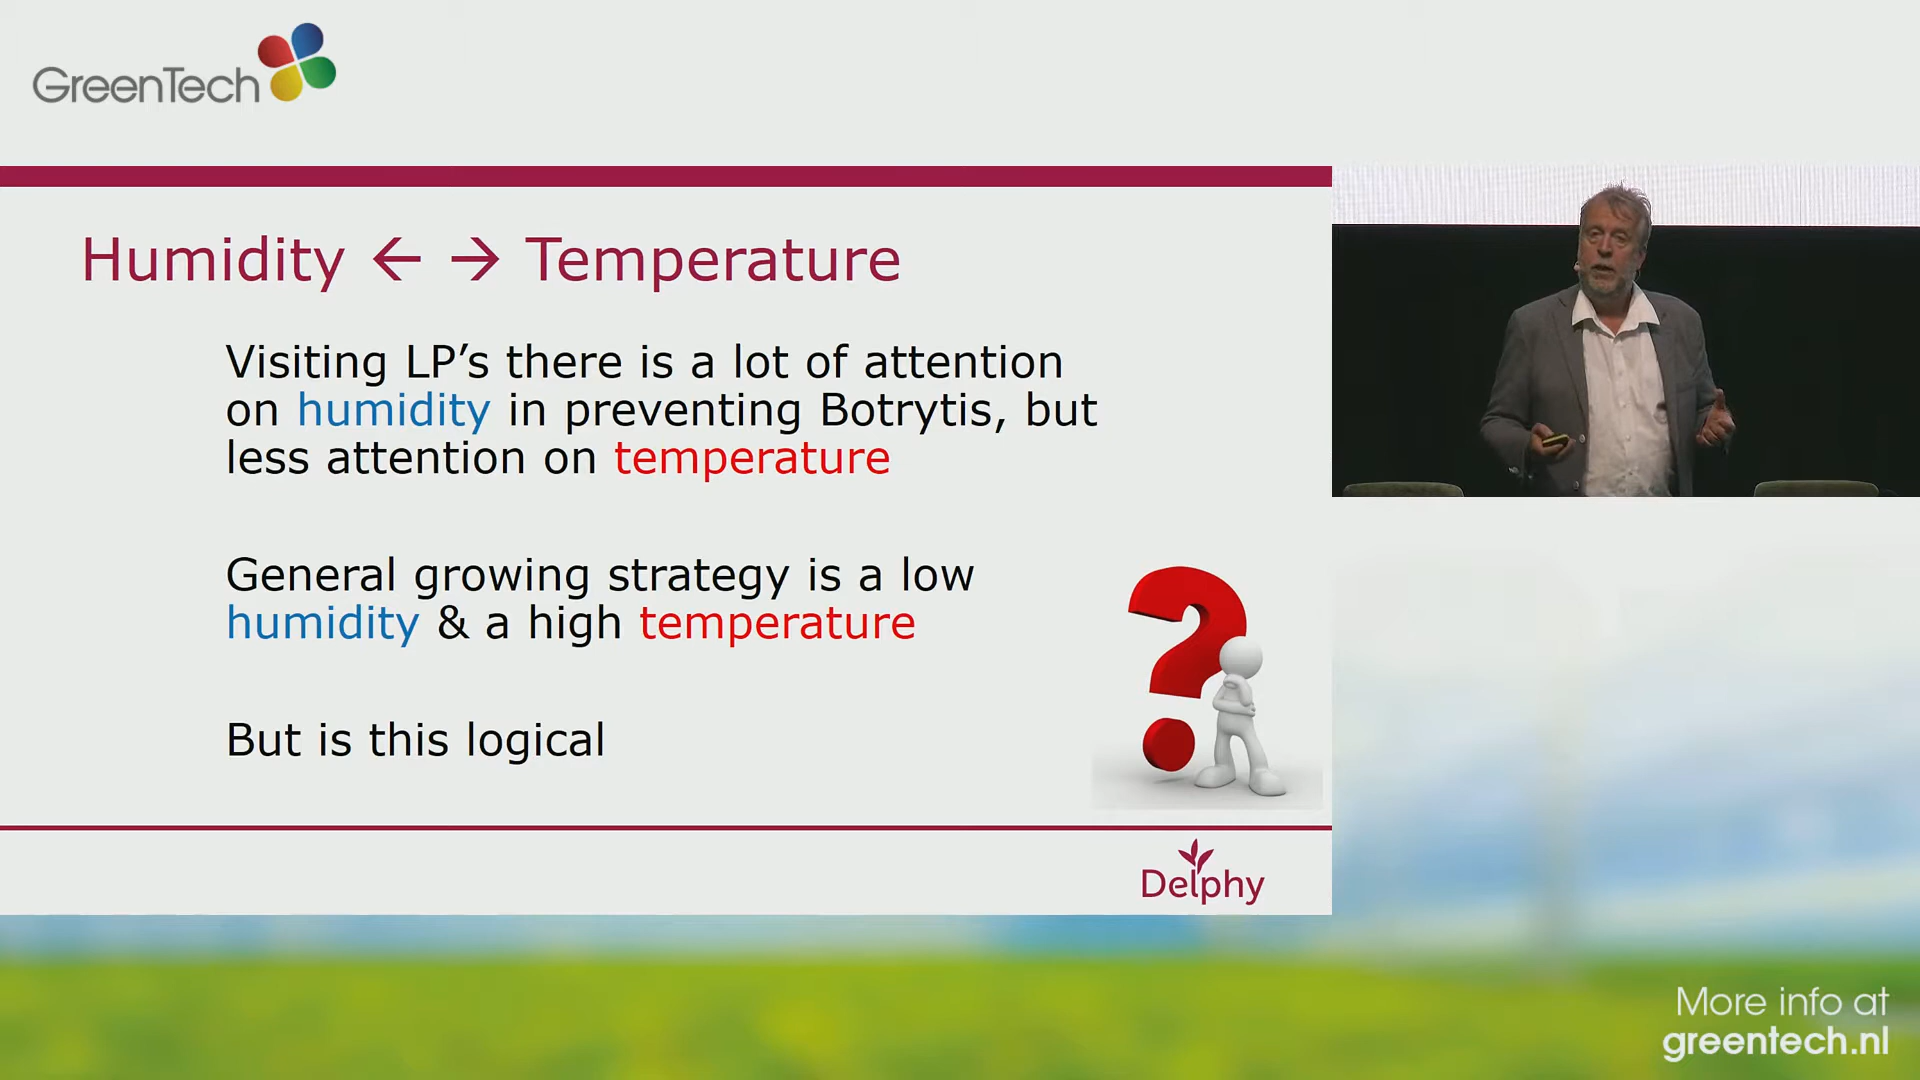 GreenTech
Humidity ← → Temperature
Visiting LP’s there is a lot of attention
on humidity in preventing Botrytis, but
less attention on temperature
General growing strategy is a low
humidity & a high temperature
But is this logical
?
Delphy
More info at
greentech.nl